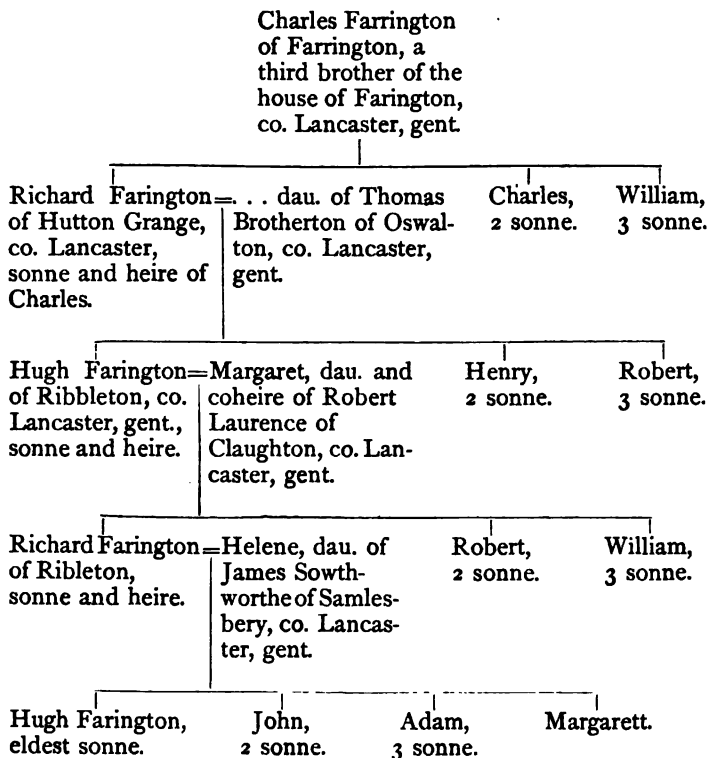 Charles Farrington
of Farrington, a
third brother of the
house of Farington,
co. Lancaster, gent.
Richard Farington=. . . dau. of Thomas
of Hutton Grange,
co. Lancaster,
sonne and heire of
Charles.
Brotherton of Oswal-
ton, co. Lancaster,
gent.
Charles,
2 sonne.
William,
3 sonne.
Hugh Farington=Margaret, dau. and
of Ribbleton, co.
Lancaster, gent.,
sonne and heire.
coheire of Robert
Laurence of
Claughton, co. Lan-
caster, gent.
Henry,
2 sonne.
Robert,
3 sonne.
Richard Farington=Helene, dau. of
of Ribleton,
sonne and heire.
James Sowth-
worthe of Samles-
bery, co. Lancas-
ter, gent.
Robert,
2 sonne.
William,
3 sonne.
Hugh Farington,
eldest sonne.
John,
2 sonne.
Adam,
3 sonne.
Margarett.